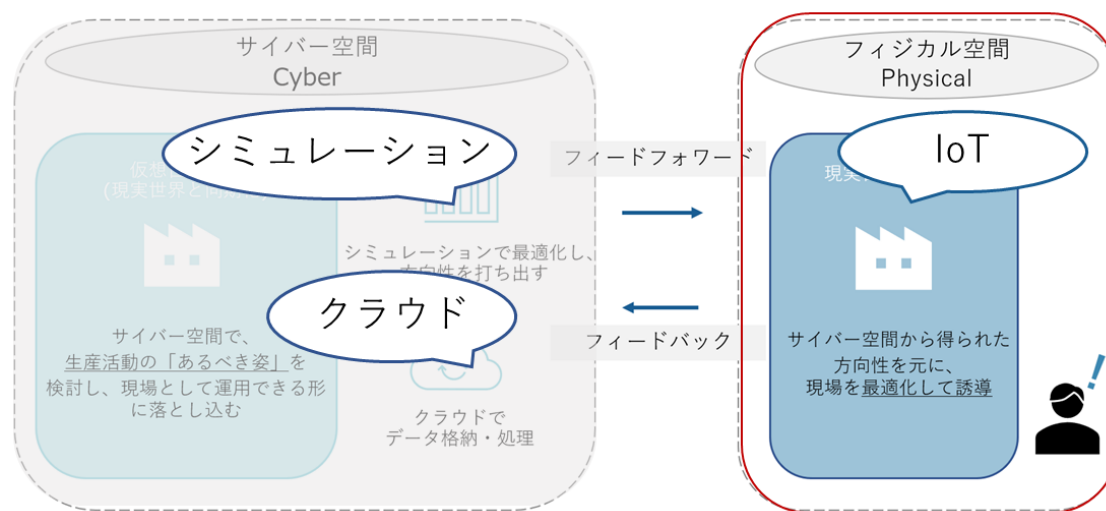 サイバー空間
Cyber
シミュレーション
仮想
(現実世界と
シミュレーションで最適化し、
方向性を打ち出す
クラウド
サイバー空間で、
生産活動の「あるべき姿」を
検討し、現場として運用できる形
に落とし込む
クラウドで
データ格納・処理
フィードフォワード
フィードバック
フィジカル空間
Physical
IoT
現実
サイバー空間から得られた
方向性を元に、
現場を最適化して誘導